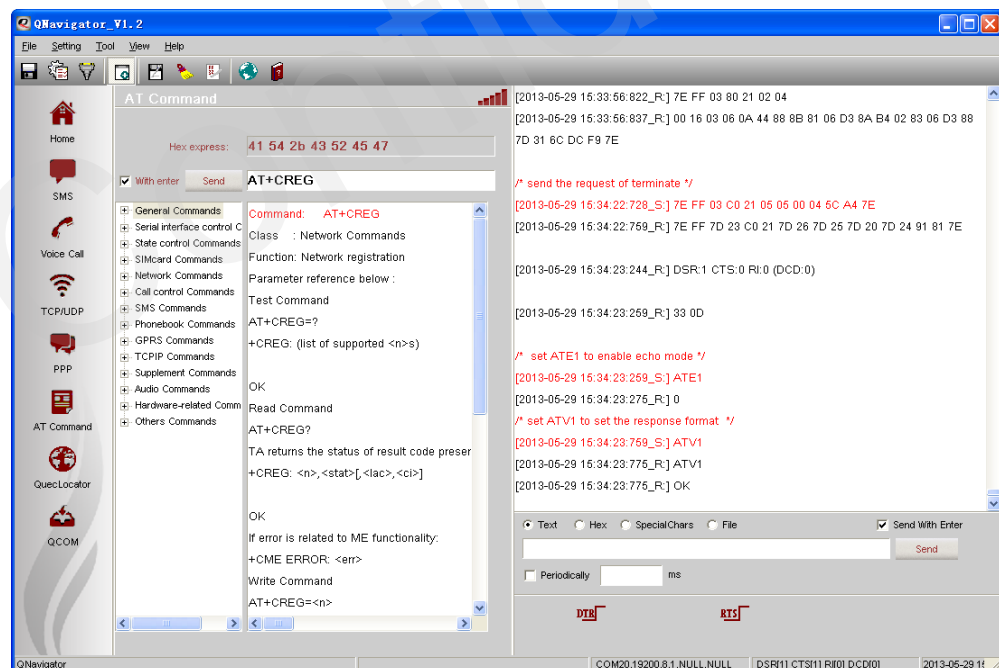 QNavigator_V1.2
File Setting Tool View Help
Home
SMS
Voice Call
TCP/UDP
PPP
AT Command
QuecLocator
QCOM
AT Command
Hex express: 41 54 2b 43 52 45 47
With enter Send AT+CREG
General Commands
Serial interface control C
State control Commands
SIMcard Commands
Network Commands
Call control Commands
SMS Commands
Phonebook Commands
GPRS Commands
TCPIP Commands
Supplement Commands
Audio Commands
Hardware-related Comm
Others Commands
Command: AT+CREG
Class : Network Commands
Function: Network registration
Parameter reference below :
Test Command
AT+CREG=?
+CREG: (list of supported <n>s)
OK
Read Command
AT+CREG?
TA returns the status of result code preser
+CREG: <n>,<stat>[,<lac>,<ci>]
OK
If error is related to ME functionality:
+CME ERROR: <err>
Write Command
AT+CREG=<n>
[2013-05-29 15:33:56:822_R:] 7E FF 03 80 21 02 04
[2013-05-29 15:33:56:837_R:] 00 16 03 06 0A 44 88 8B 81 06 D3 8A B4 02 83 06 D3 88
7D 31 6C DC F9 7E
/* send the request of terminate */
[2013-05-29 15:34:22:728_S:] 7E FF 03 C0 21 05 05 00 04 5C A4 7E
[2013-05-29 15:34:22:759_R:] 7E FF 7D 23 C0 21 7D 26 7D 25 7D 20 7D 24 91 81 7E
[2013-05-29 15:34:23:244_R:] DSR:1 CTS:0 RI:0 (DCD:0)
[2013-05-29 15:34:23:259_R:] 33 0D
/* set ATE1 to enable echo mode */
[2013-05-29 15:34:23:259_S:] ATE1
[2013-05-29 15:34:23:275_R:] 0
/* set ATV1 to set the response format */
[2013-05-29 15:34:23:759_S:] ATV1
[2013-05-29 15:34:23:775_R:] ATV1
[2013-05-29 15:34:23:775_R:] OK
Text Hex SpecialChars File Send With Enter
Send
Periodically ms
DTR RTS
QNavigator COM20,19200,8,1,NULL,NULL DSR[1] CTS[1] RI[0] DCD[0] 2013-05-29